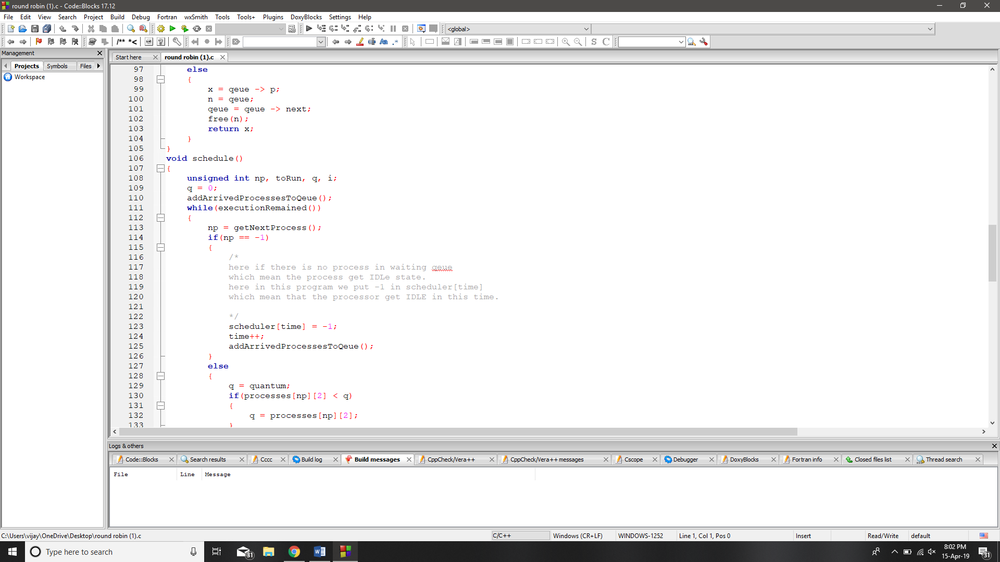 round robin (1).c - Code::Blocks 17.12
File Edit View Search Project Build Debug Fortran wxSmith Tools Tools+ Plugins DoxyBlocks Settings Help
<global>
/** *<
Management
Start here
round robin (1).c
Projects Symbols Files
Workspace
97 else
98 {
99 x = qeue -> p;
100 n = qeue;
101 qeue = qeue -> next;
102 free(n);
103 return x;
104 }
105 }
106 void schedule()
107 {
108 unsigned int np, toRun, q, i;
109 q = 0;
110 addArrivedProcessesToQeue();
111 while(executionRemained())
112 {
113 np = getNextProcess();
114 if(np == -1)
115 {
116 /*
117 here if there is no process in waiting qeue
118 which mean the process get IDLe state.
119 here in this program we put -1 in scheduler[time]
120 which mean that the processor get IDLE in this time.
121
122 */
123 scheduler[time] = -1;
124 time++;
125 addArrivedProcessesToQeue();
126 }
127 else
128 {
129 q = quantum;
130 if(processes[np][2] < q)
131 {
132 q = processes[np][2];
133 }
Logs & others
Code::Blocks Search results Cccc Build log Build messages CppCheck/Vera++ CppCheck/Vera++ messages Cscope Debugger DoxyBlocks Fortran info Closed files list Thread search
File Line Message
C:\Users\vijay\OneDrive\Desktop\round robin (1).c C/C++ Windows (CR+LF) WINDOWS-1252 Line 1, Col 1, Pos 0 Insert Read/Write default
Type here to search
31
8:02 PM
15-Apr-19
31